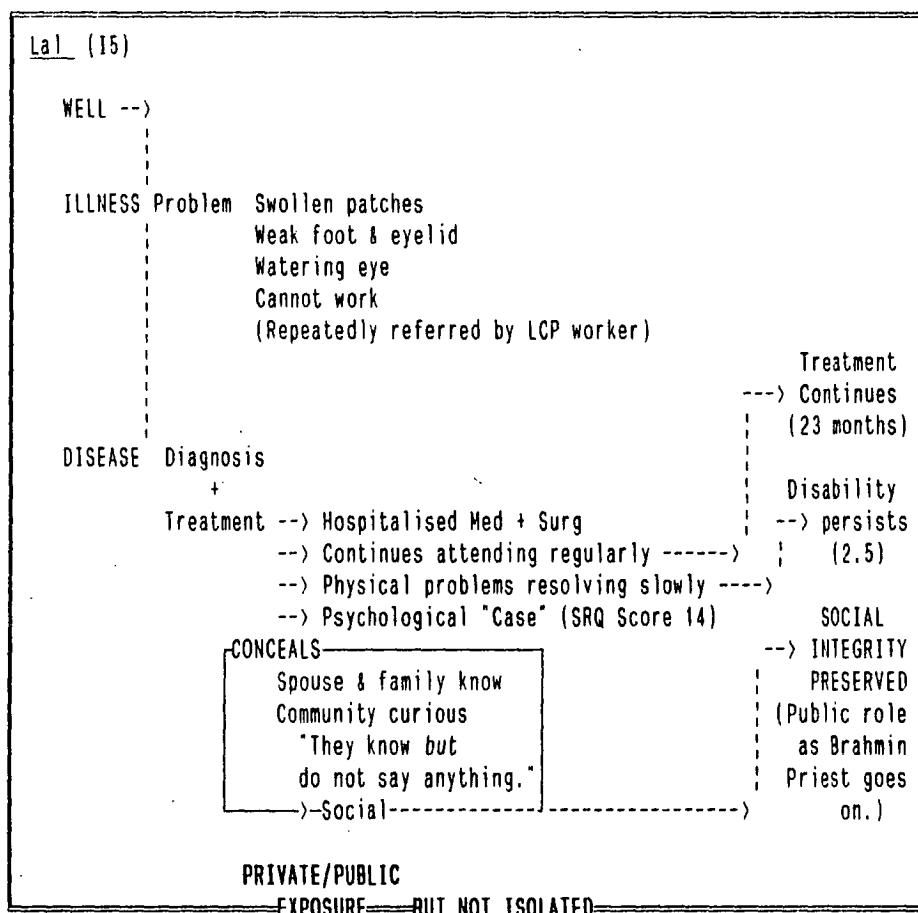 Lal (I5)
WELL -->
ILLNESS Problem Swollen patches
Weak foot & eyelid
Watering eye
Cannot work
(Repeatedly referred by LCP worker)
Treatment
---> Continues
(23 months)
DISEASE Diagnosis
+
Disability
Treatment --> Hospitalised Med + Surg --> persists
--> Continues attending regularly ------> (2.5)
--> Physical problems resolving slowly ---->
--> Psychological "Case" (SRQ Score 14) SOCIAL
CONCEALS --> INTEGRITY
Spouse & family know PRESERVED
Community curious (Public role
"They know but as Brahmin
do not say anything." Priest goes
>-Social------------------------------> on.)
PRIVATE/PUBLIC
EXPOSURE BUT NOT ISOLATED